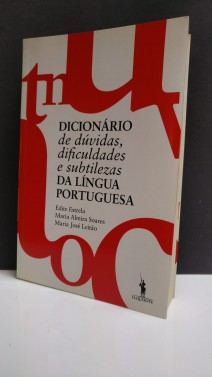 DICIONÁRIO
de dúvidas,
dificuldades
e subtilezas
DA LÍNGUA
PORTUGUESA
Edite Estrela
Maria Almira Soares
Maria José Leitão